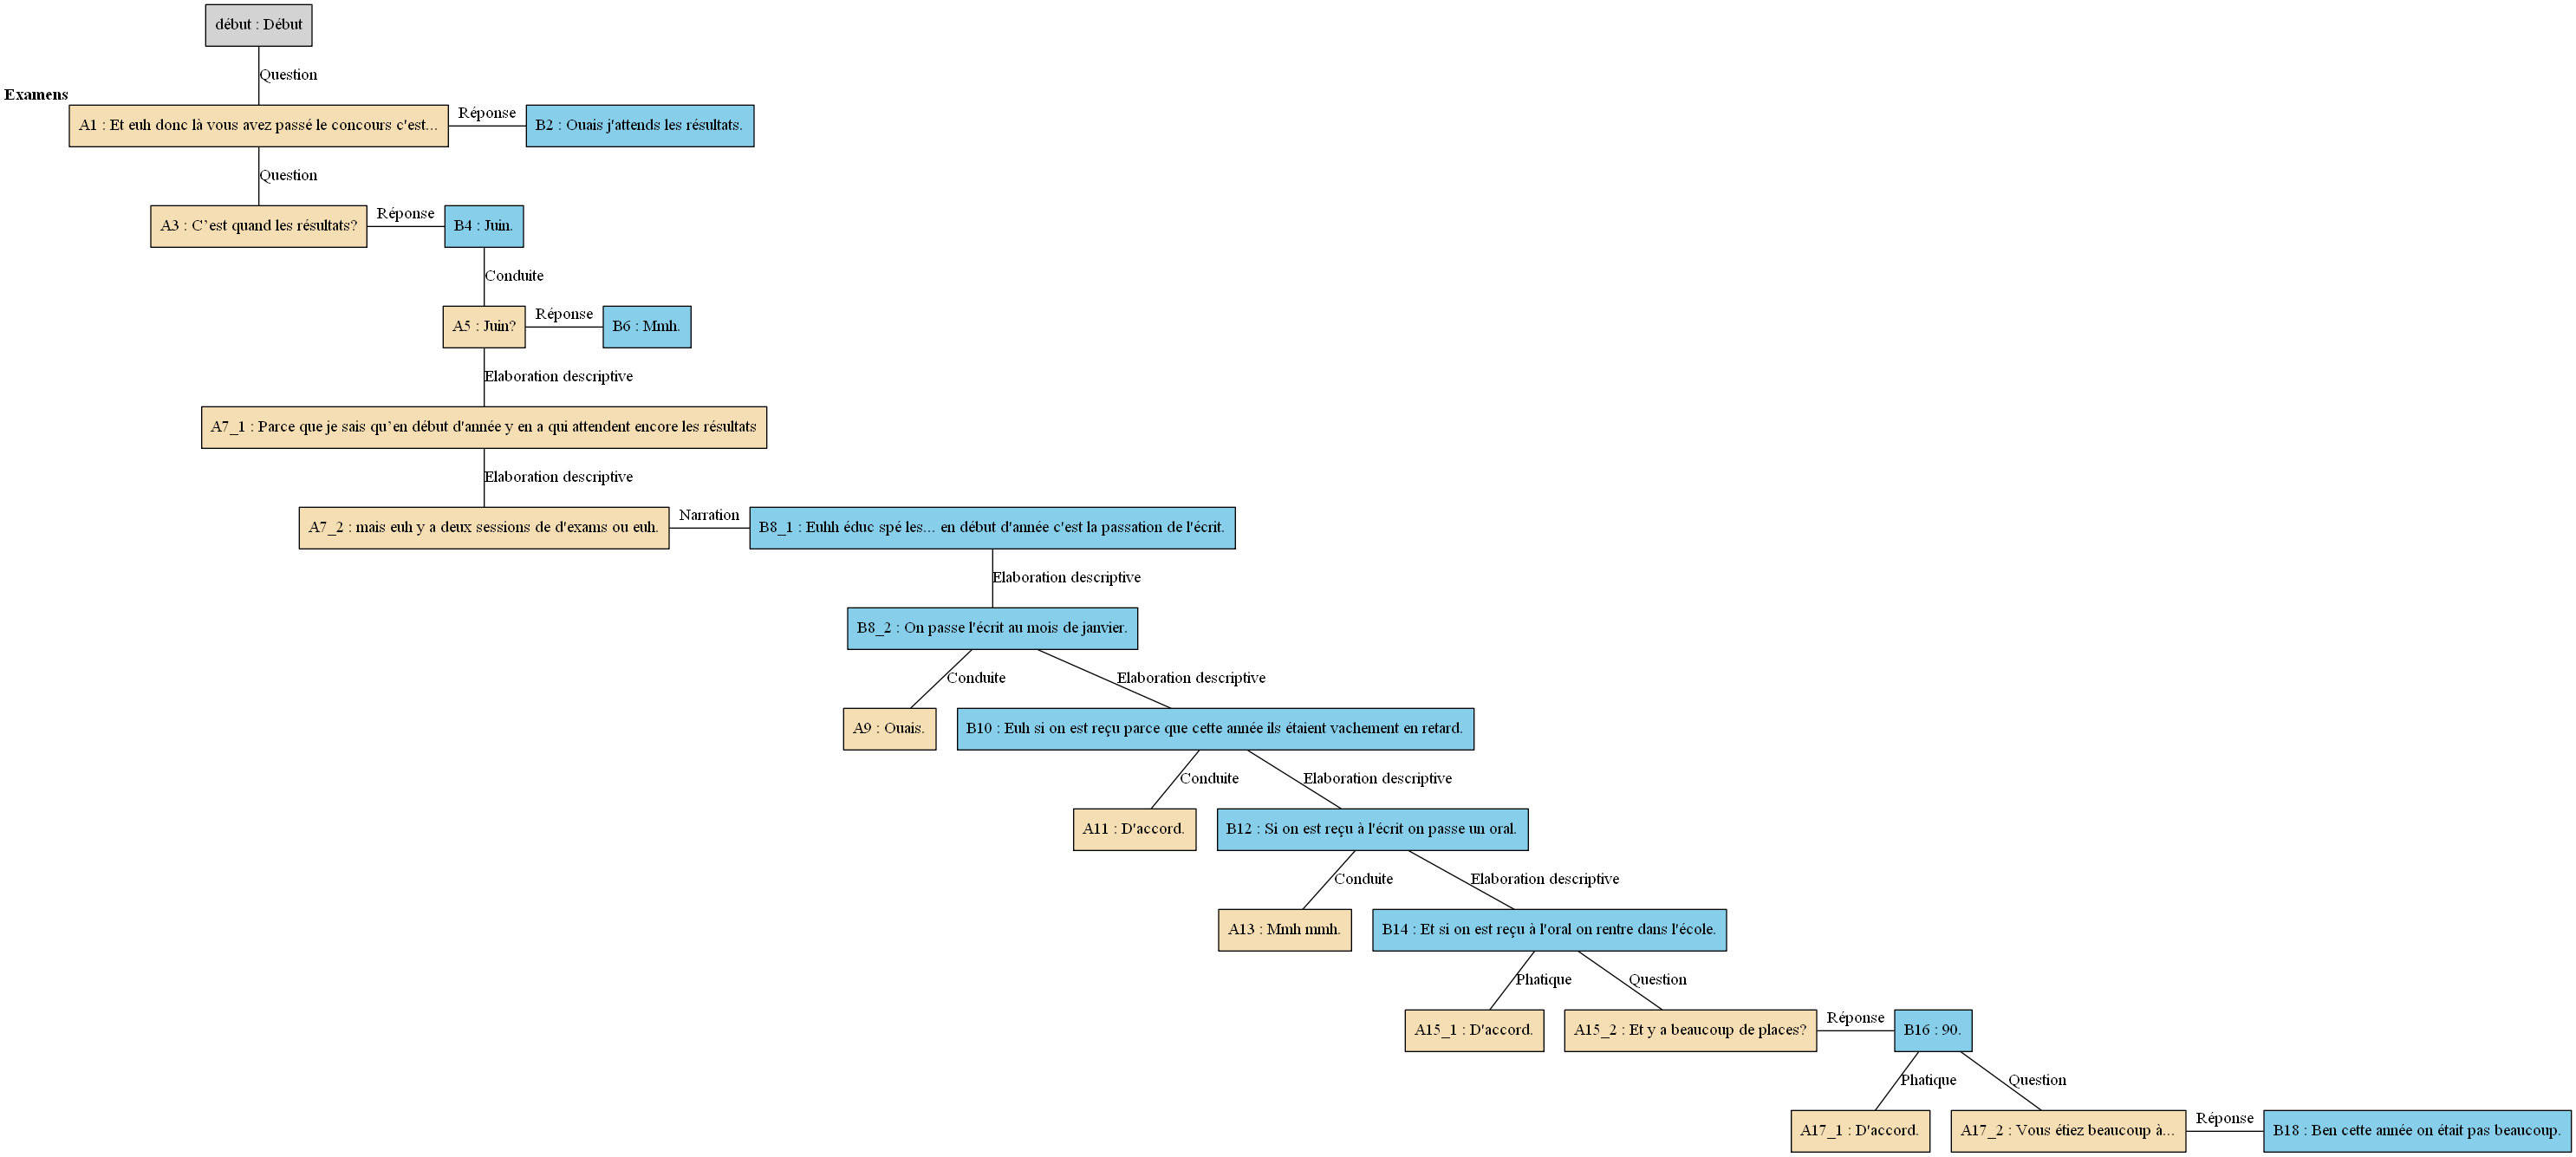 début : Début
Question
Examens
A1 : Et euh donc là vous avez passé le concours c'est...
Réponse
B2 : Ouais j'attends les résultats.
Question
A3 : C’est quand les résultats?
Réponse
B4 : Juin.
Conduite
A5 : Juin?
Réponse
B6 : Mmh.
Elaboration descriptive
A7_1 : Parce que je sais qu’en début d'année y en a qui attendent encore les résultats
Elaboration descriptive
A7_2 : mais euh y a deux sessions de d'exams ou euh.
Narration
B8_1 : Euhh éduc spé les... en début d'année c'est la passation de l'écrit.
Elaboration descriptive
B8_2 : On passe l'écrit au mois de janvier.
Conduite
Elaboration descriptive
A9 : Ouais.
B10 : Euh si on est reçu parce que cette année ils étaient vachement en retard.
Conduite
Elaboration descriptive
A11 : D'accord.
B12 : Si on est reçu à l'écrit on passe un oral.
Conduite
Elaboration descriptive
A13 : Mmh mmh.
B14 : Et si on est reçu à l'oral on rentre dans l'école.
Phatique
Question
A15_1 : D'accord.
A15_2 : Et y a beaucoup de places?
Réponse
B16 : 90.
Phatique
Question
A17_1 : D'accord.
A17_2 : Vous étiez beaucoup à...
Réponse
B18 : Ben cette année on était pas beaucoup.